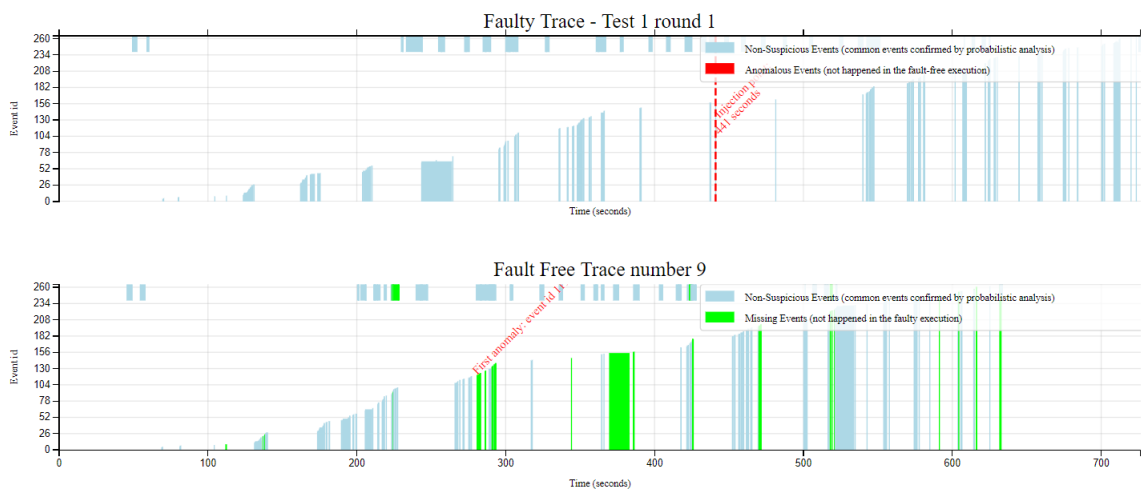 Faulty Trace - Test 1 round 1
260
234
208
182
156
130
104
78
52
26
0
Event id
Non-Suspicious Events (common events confirmed by probabilistic analysis)
Anomalous Events (not happened in the fault-free execution)
Injection
441 seconds
Time (seconds)
Fault Free Trace number 9
260
234
208
182
156
130
104
78
52
26
0
Event id
Non-Suspicious Events (common events confirmed by probabilistic analysis)
Missing Events (not happened in the faulty execution)
First anomaly: event id
0
100
200
300
400
500
600
700
Time (seconds)